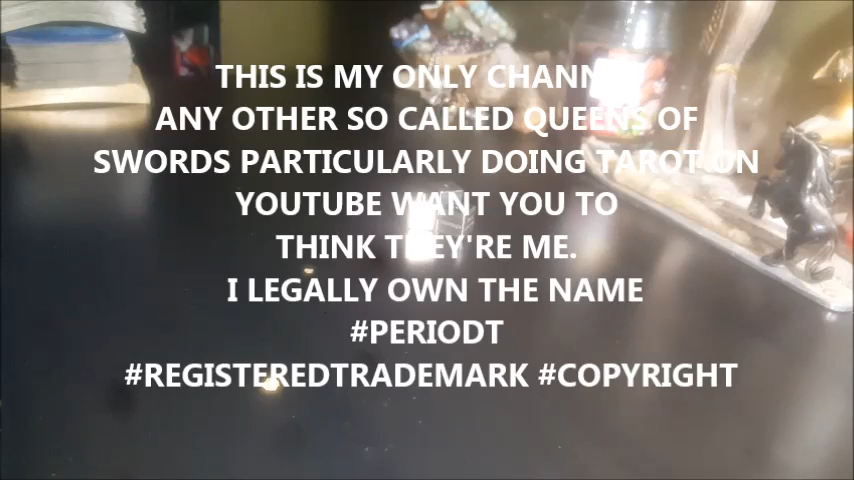 THIS IS MY ONLY CHANNEL
ANY OTHER SO CALLED QUEENS OF
SWORDS PARTICULARLY DOING TAROT ON
YOUTUBE WANT YOU TO
THINK THEY'RE ME.
I LEGALLY OWN THE NAME
#PERIODT
#REGISTEREDTRADEMARK #COPYRIGHT